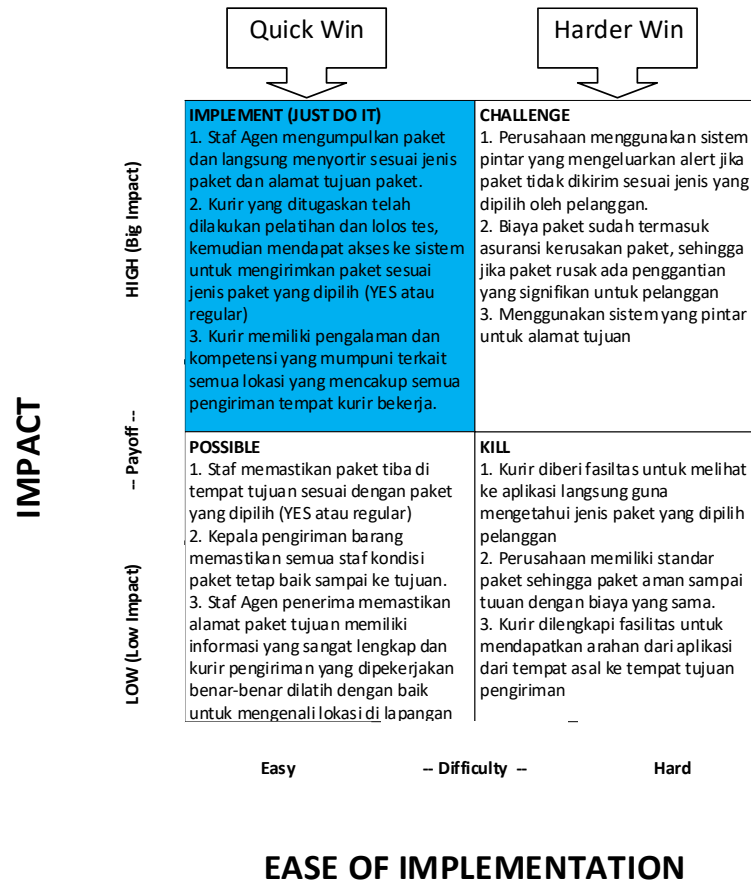 Quick Win
Harder Win
IMPLEMENT (JUST DO IT)
1. Staf Agen mengumpulkan paket
dan langsung menyortir sesuai jenis
paket dan alamat tujuan paket.
2. Kurir yang ditugaskan telah
dilakukan pelatihan dan lolos tes,
kemudian mendapat akses ke sistem
untuk mengirimkan paket sesuai
jenis paket yang dipilih (YES atau
regular)
3. Kurir memiliki pengalaman dan
kompetensi yang mumpuni terkait
semua lokasi yang mencakup semua
pengiriman tempat kurir bekerja.
CHALLENGE
1. Perusahaan menggunakan sistem
pintar yang mengeluarkan alert jika
paket tidak dikirim sesuai jenis yang
dipilih oleh pelanggan.
2. Biaya paket sudah termasuk
asuransi kerusakan paket, sehingga
jika paket rusak ada penggantian
yang signifikan untuk pelanggan
3. Menggunakan sistem yang pintar
untuk alamat tujuan
POSSIBLE
1. Staf memastikan paket tiba di
tempat tujuan sesuai dengan paket
yang dipilih (YES atau regular)
2. Kepala pengiriman barang
memastikan semua staf kondisi
paket tetap baik sampai ke tujuan.
3. Staf Agen penerima memastikan
alamat paket tujuan memiliki
informasi yang sangat lengkap dan
kurir pengiriman yang dipekerjakan
benar-benar dilatih dengan baik
untuk mengenali lokasi di lapangan
KILL
1. Kurir diberi fasiltas untuk melihat
ke aplikasi langsung guna
mengetahui jenis paket yang dipilih
pelanggan
2. Perusahaan memiliki standar
paket sehingga paket aman sampai
tuuan dengan biaya yang sama.
3. Kurir dilengkapi fasilitas untuk
mendapatkan arahan dari aplikasi
dari tempat asal ke tempat tujuan
pengiriman
IMPACT
HIGH (Big Impact)
-- Payoff --
LOW (Low Impact)
Easy
-- Difficulty --
Hard
EASE OF IMPLEMENTATION